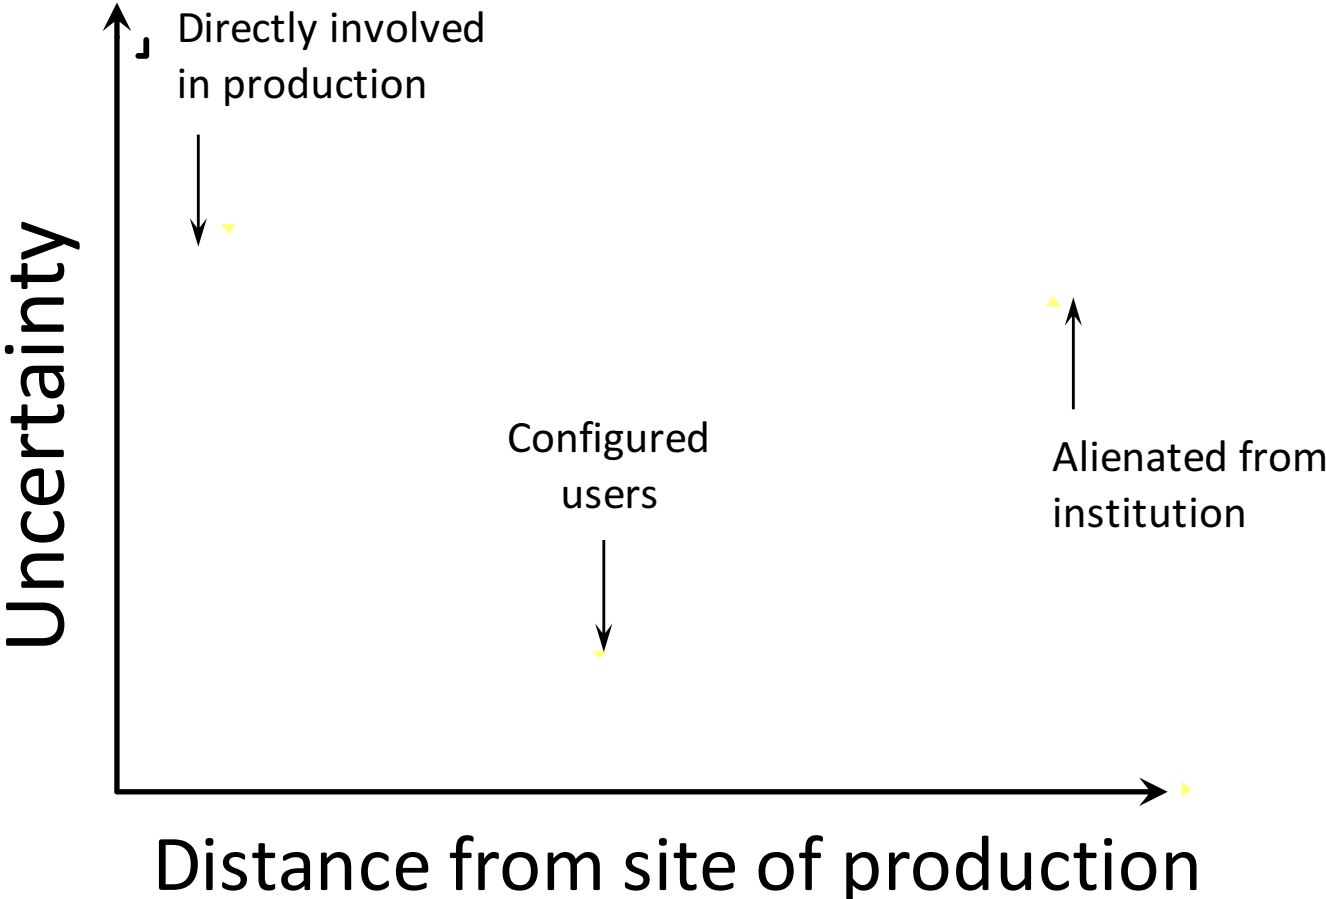 Directly involved
in production
Uncertainty
Configured
users
Alienated from
institution
Distance from site of production